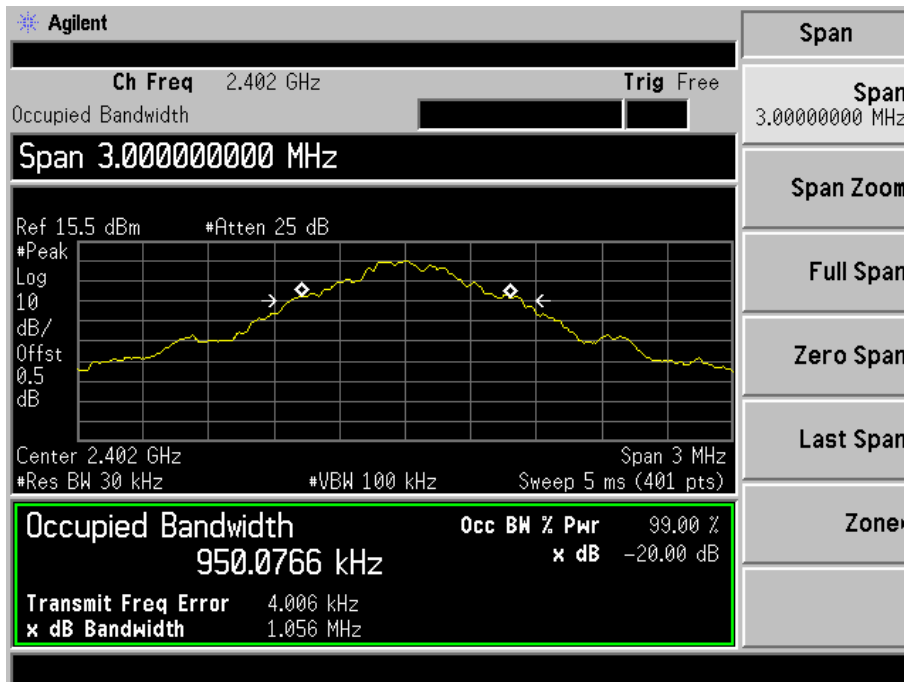 Agilent
Span
Ch Freq 2.402 GHz Trig Free
Occupied Bandwidth
Span
3.00000000 MHz
Span 3.000000000 MHz
Span Zoom
Ref 15.5 dBm #Atten 25 dB
#Peak
Log
10
dB/
Offst
0.5
dB
Full Span
Zero Span
Last Span
Center 2.402 GHz Span 3 MHz
#Res BW 30 kHz #VBW 100 kHz Sweep 5 ms (401 pts)
Occupied Bandwidth Occ BW % Pwr 99.00 %
950.0766 kHz x dB -20.00 dB
Zone
Transmit Freq Error 4.006 kHz
x dB Bandwidth 1.056 MHz